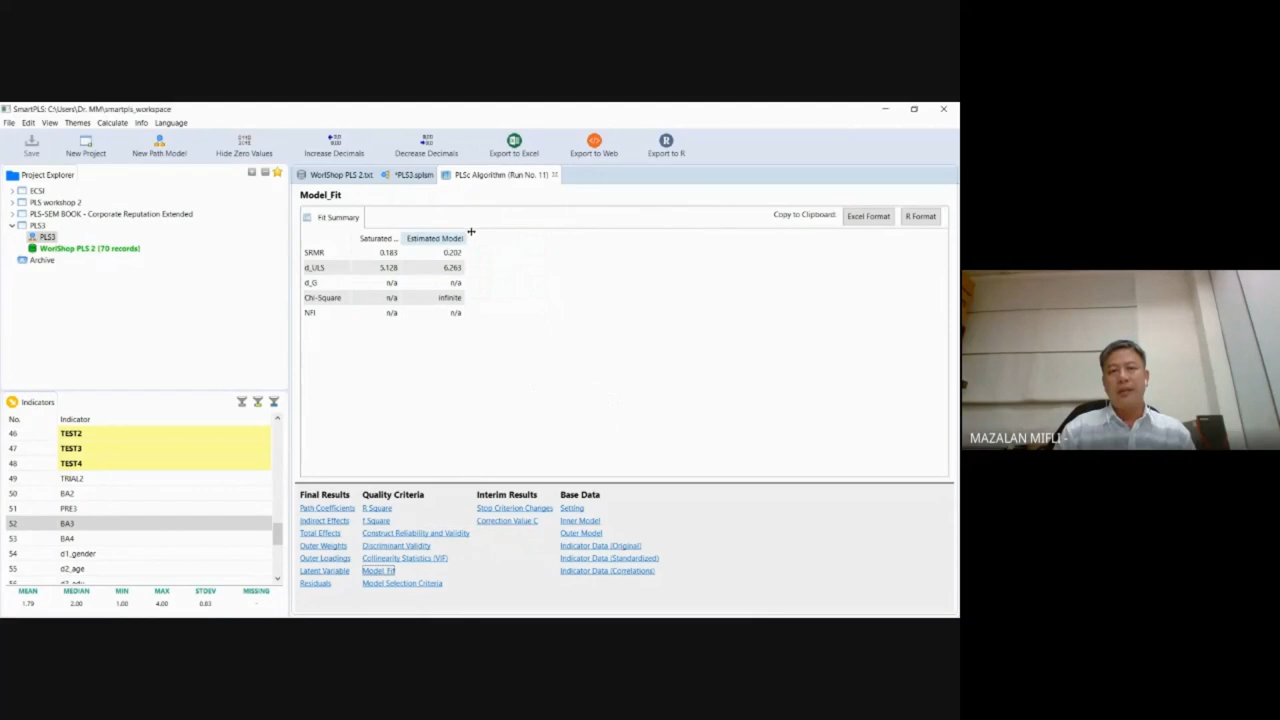 SmartPLS: C:\Users\Dr. MM\smartpls_workspace
File Edit View Themes Calculate Info Language
Save New Project New Path Model Hide Zero Values Increase Decimals Decrease Decimals Export to Excel Export to Web Export to R
Project Explorer
ECSI
PLS workshop 2
PLS-SEM BOOK - Corporate Reputation Extended
PLS3
PLS3
WorlShop PLS 2 [70 records]
Archive
Indicators
No. Indicator
46 TEST2
47 TEST3
48 TEST4
49 TRIAL2
50 BA2
51 PRE3
52 BA3
53 BA4
54 d1_gender
55 d2_age
56 d3_edu
MEAN MEDIAN MIN MAX STDEV MISSING
1.79 2.00 1.00 4.00 0.83 -
WorlShop PLS 2.txt *PLS3.splsm PLSc Algorithm (Run No. 11)
Model_Fit
Fit Summary Copy to Clipboard: Excel Format R Format
Saturated ... Estimated Model
SRMR 0.183 0.202
d_ULS 5.128 6.263
d_G n/a n/a
Chi-Square n/a infinite
NFI n/a n/a
Final Results Quality Criteria Interim Results Base Data
Path Coefficients R Square Stop Criterion Changes Setting
Indirect Effects f Square Correction Value C Inner Model
Total Effects Construct Reliability and Validity Outer Model
Outer Weights Discriminant Validity Indicator Data (Original)
Outer Loadings Collinearity Statistics (VIF) Indicator Data (Standardized)
Latent Variable Model_Fit Indicator Data (Correlations)
Residuals Model Selection Criteria
MAZALAN MIFLI -